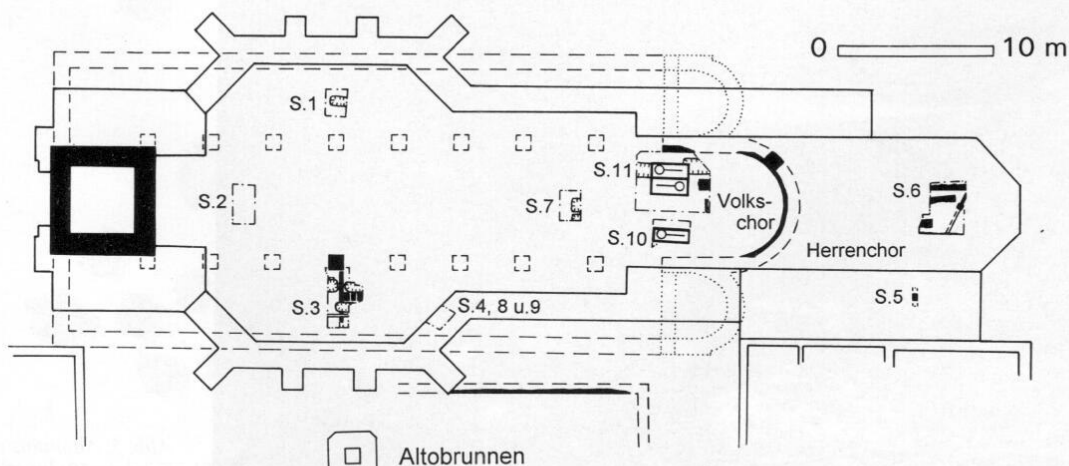 0 10 m
S.1
S.11
S.6
S.2
S.7
Volks-
chor
S.10
Herrenchor
S.3
S.4, 8 u.9
S.5
Altobrunnen